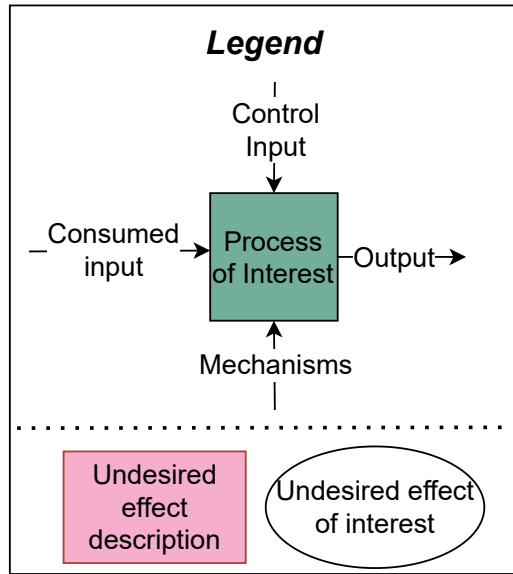 Legend
Control
Input
Consumed
input
Process
of Interest
Output
Mechanisms
Undesired
effect
description
Undesired effect
of interest